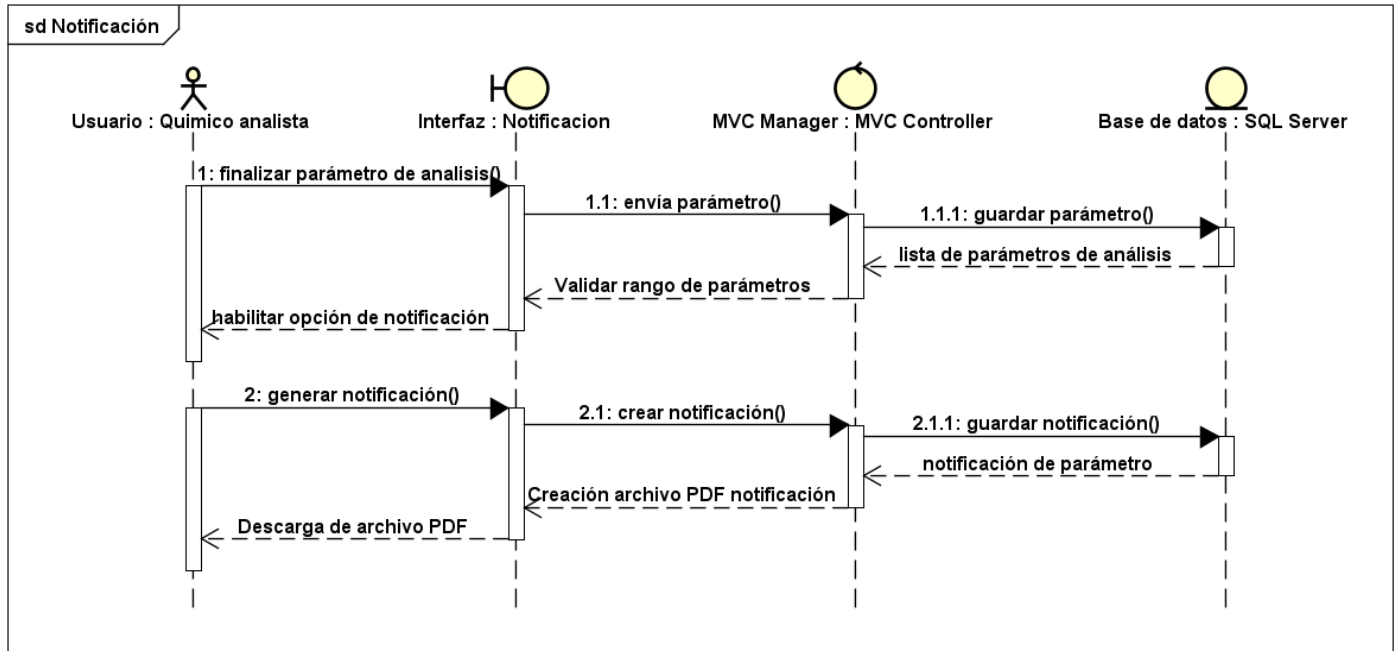 sd Notificación
Usuario : Quimico analista
Interfaz : Notificacion
MVC Manager : MVC Controller
Base de datos : SQL Server
1: finalizar parámetro de analisis()
1.1: envía parámetro()
1.1.1: guardar parámetro()
lista de parámetros de análisis
Validar rango de parámetros
habilitar opción de notificación
2: generar notificación()
2.1: crear notificación()
2.1.1: guardar notificación()
notificación de parámetro
Creación archivo PDF notificación
Descarga de archivo PDF